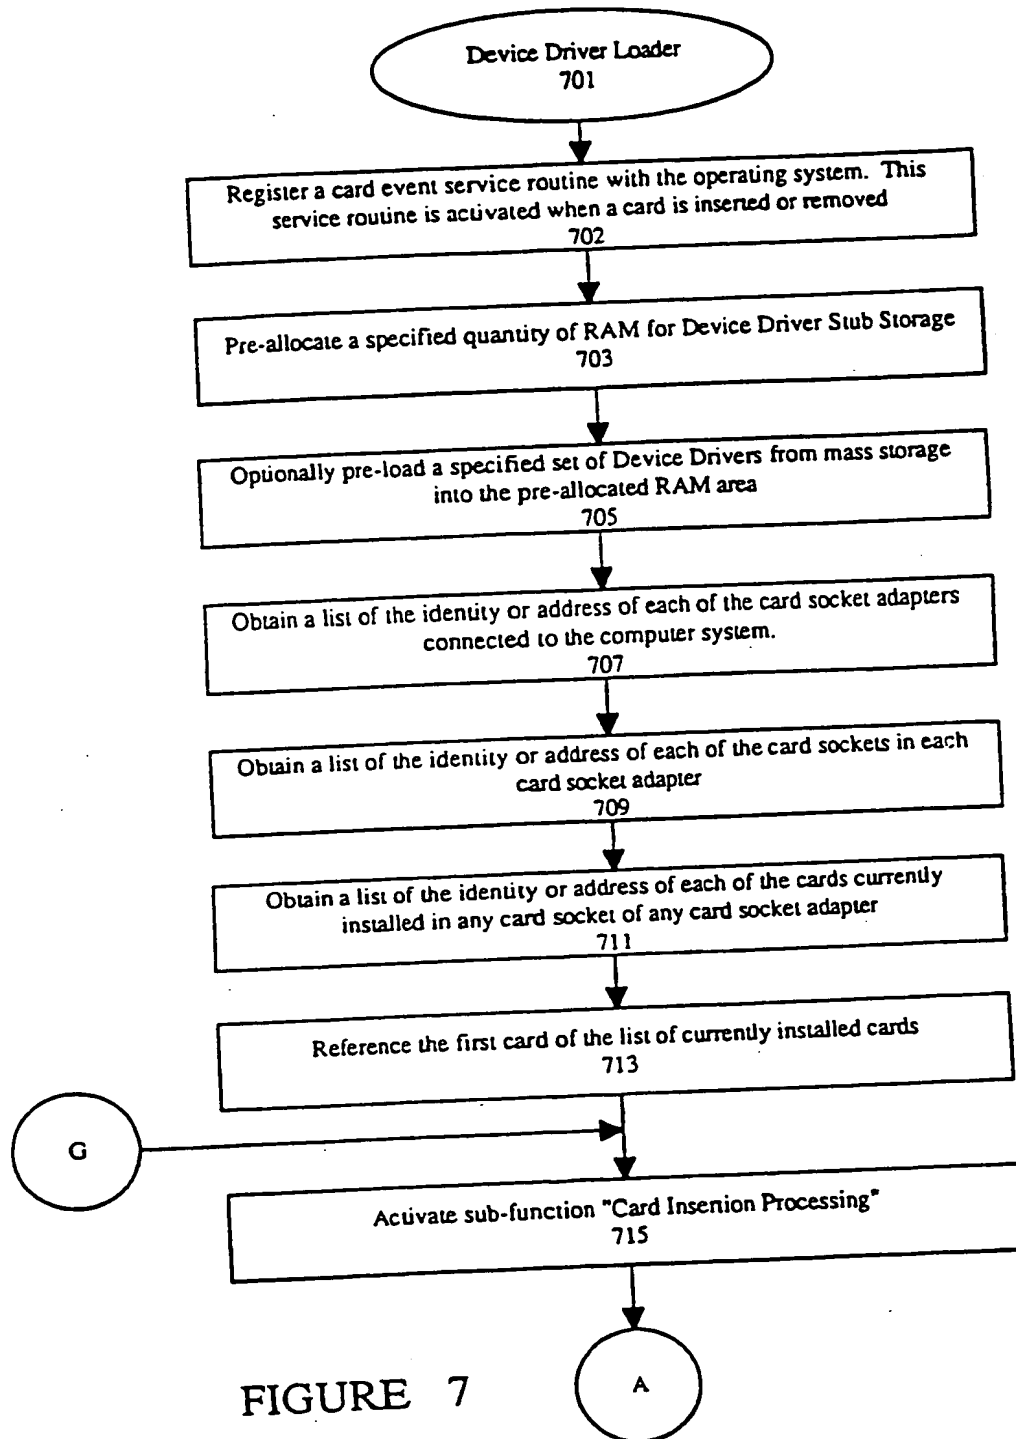 Device Driver Loader
701
Register a card event service routine with the operating system. This
service routine is activated when a card is inserted or removed
702
Pre-allocate a specified quantity of RAM for Device Driver Stub Storage
703
Optionally pre-load a specified set of Device Drivers from mass storage
into the pre-allocated RAM area
705
Obtain a list of the identity or address of each of the card socket adapters
connected to the computer system.
707
Obtain a list of the identity or address of each of the card sockets in each
card socket adapter
709
Obtain a list of the identity or address of each of the cards currently
installed in any card socket of any card socket adapter
711
Reference the first card of the list of currently installed cards
713
G
Activate sub-function "Card Insertion Processing"
715
A
FIGURE 7